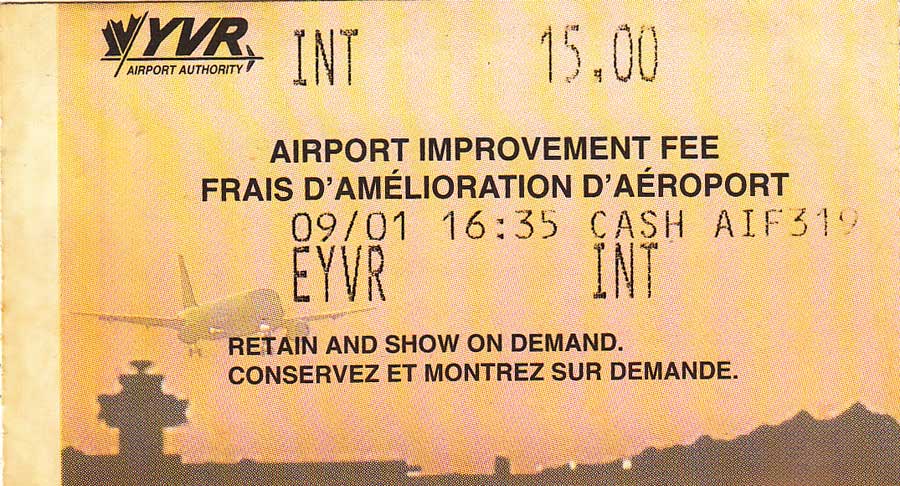 YVR INT 15.00
AIRPORT AUTHORITY
AIRPORT IMPROVEMENT FEE
FRAIS D'AMÉLIORATION D'AÉROPORT
09/01 16:35 CASH AIF319
EYVR INT
RETAIN AND SHOW ON DEMAND.
CONSERVEZ ET MONTREZ SUR DEMANDE.